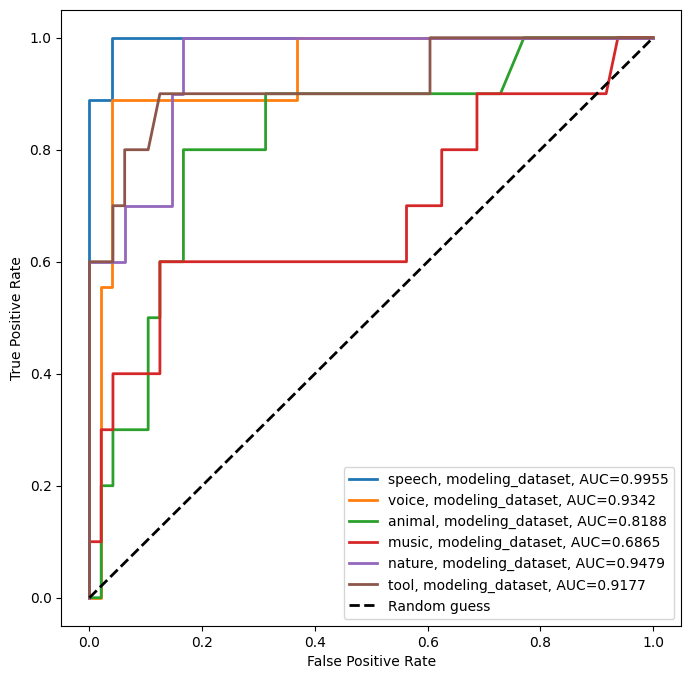 1.0
0.8
0.6
0.4
0.2
0.0
True Positive Rate
speech, modeling_dataset, AUC=0.9955
voice, modeling_dataset, AUC=0.9342
animal, modeling_dataset, AUC=0.8188
music, modeling_dataset, AUC=0.6865
nature, modeling_dataset, AUC=0.9479
tool, modeling_dataset, AUC=0.9177
Random guess
0.0 0.2 0.4 0.6 0.8 1.0
False Positive Rate